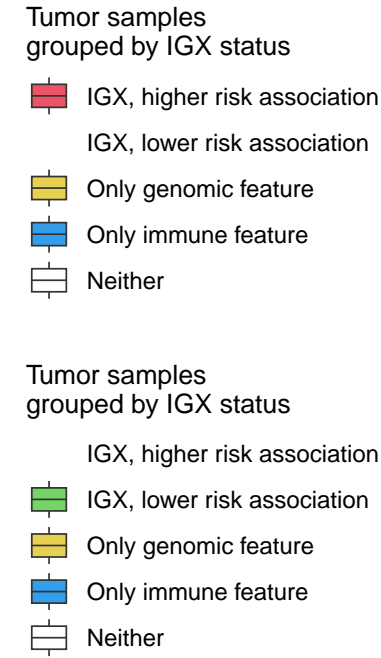 Tumor samples
grouped by IGX status
IGX, higher risk association
IGX, lower risk association
Only genomic feature
Only immune feature
Neither
Tumor samples
grouped by IGX status
IGX, higher risk association
IGX, lower risk association
Only genomic feature
Only immune feature
Neither